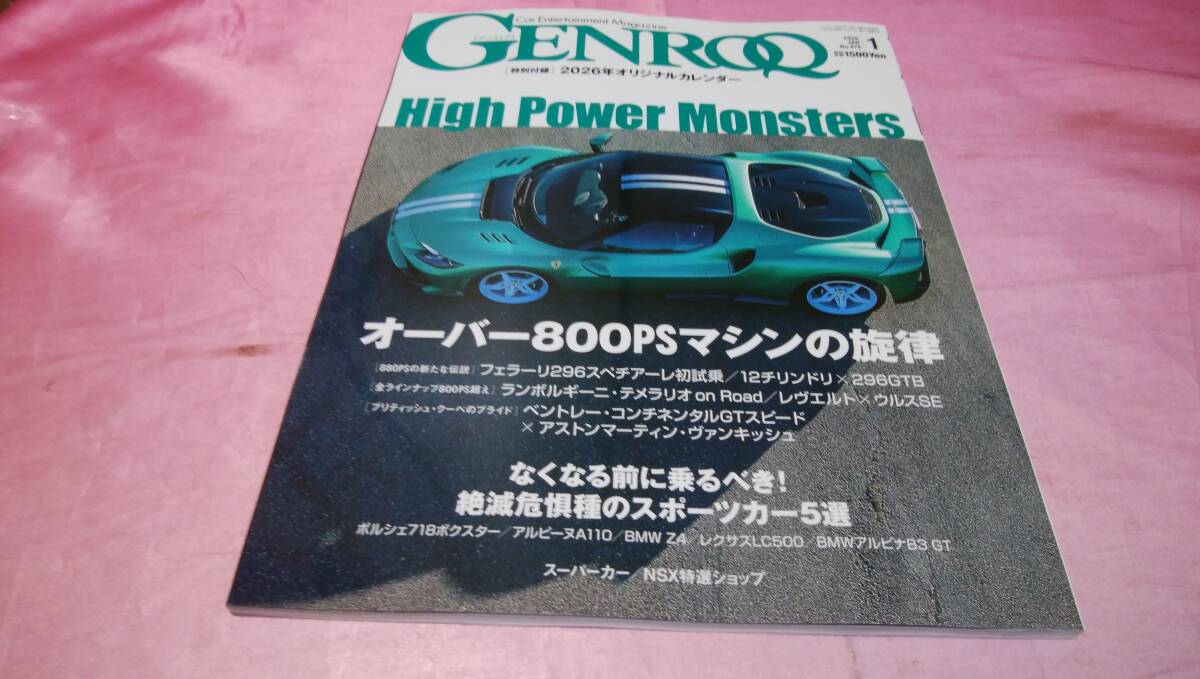 Car Entertainment Magazine
GENROQ
[ゲンロク]
2026
JAN
No.479
1
1500Yen
[特別付録] 2026年オリジナルカレンダー
High Power Monsters
オーバー800PSマシンの旋律
[880PSの新たな伝説] フェラーリ296スペチアーレ初試乗／12チリンドリ×296GTB
[全ラインナップ800PS超え] ランボルギーニ・テメラリオ on Road／レヴエルト×ウルスSE
[ブリティッシュ・クーペのプライド] ベントレー・コンチネンタルGTスピード
×アストンマーティン・ヴァンキッシュ
なくなる前に乗るべき！
絶滅危惧種のスポーツカー5選
ポルシェ718ボクスター／アルピーヌA110／BMW Z4／レクサスLC500／BMWアルピナB3 GT
スーパーカー NSX特選ショップ